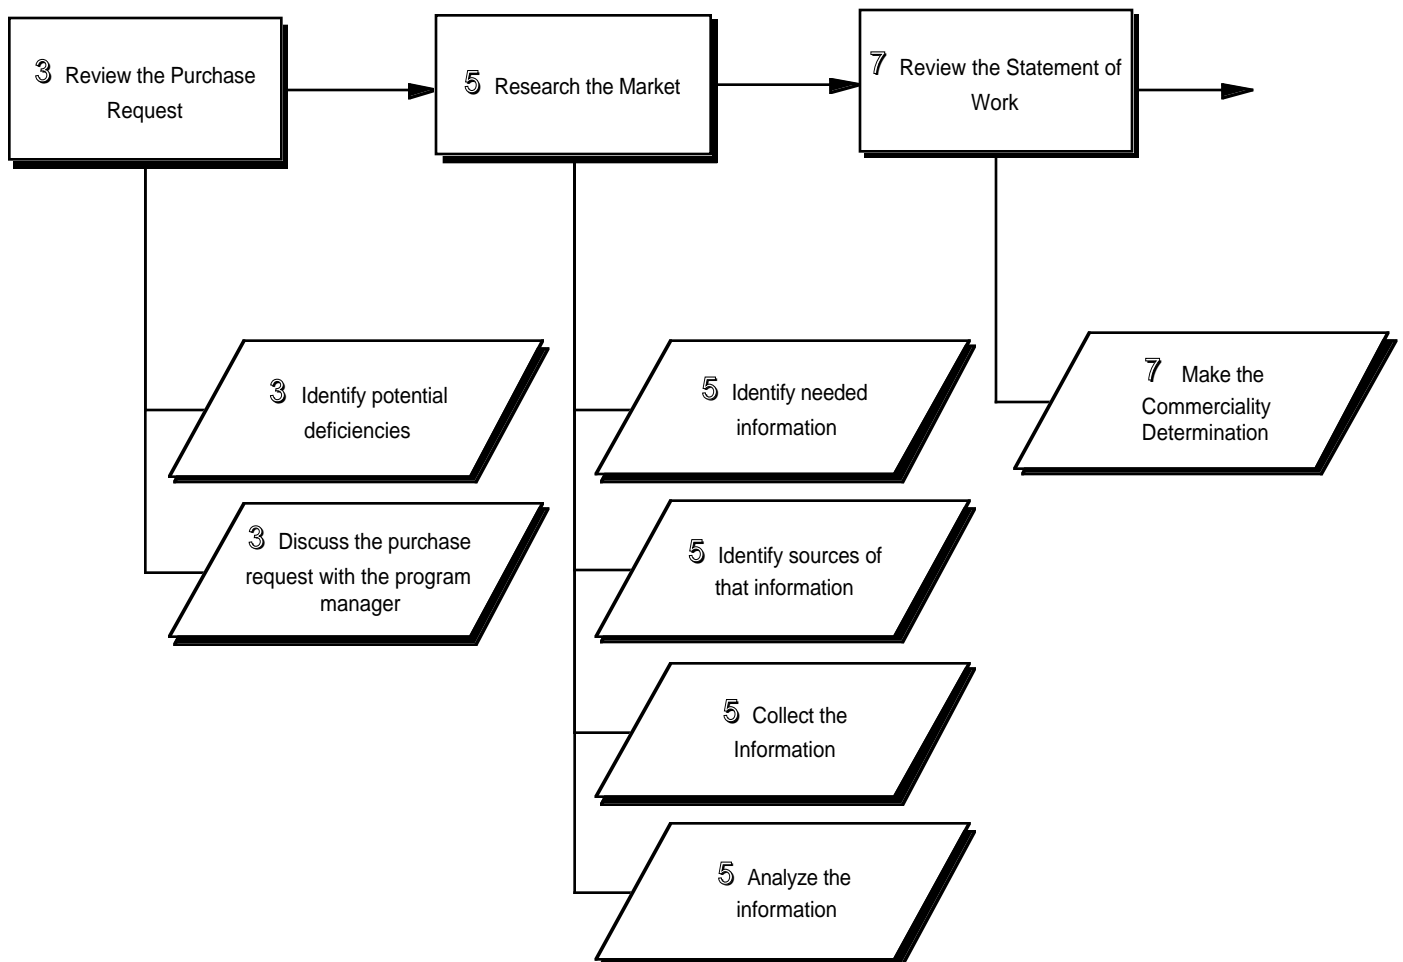 3 Review the Purchase
Request
5 Research the Market
7 Review the Statement of
Work
3 Identify potential
deficiencies
3 Discuss the purchase
request with the program
manager
5 Identify needed
information
5 Identify sources of
that information
5 Collect the
Information
5 Analyze the
information
7 Make the
Commerciality
Determination